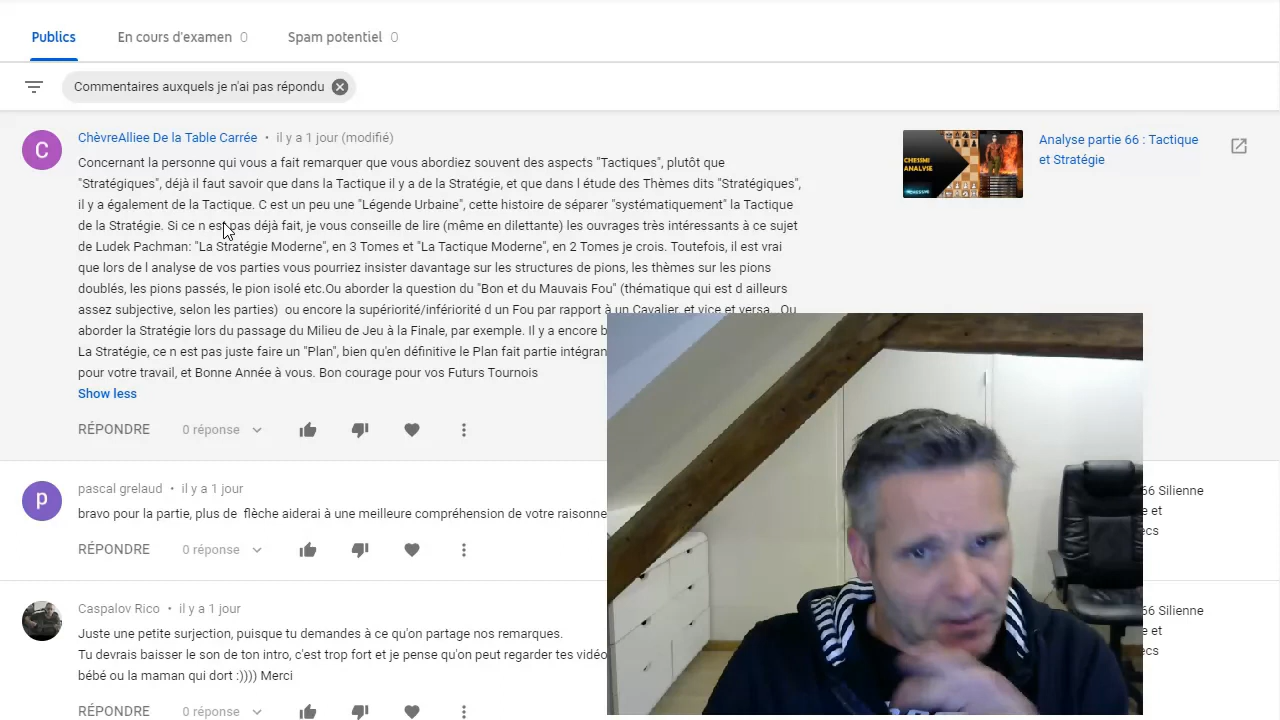 Publics En cours d'examen 0 Spam potentiel 0
Commentaires auxquels je n'ai pas répondu
C ChèvreAlliee De la Table Carrée • il y a 1 jour (modifié)
Concernant la personne qui vous a fait remarquer que vous abordiez souvent des aspects "Tactiques", plutôt que
"Stratégiques", déjà il faut savoir que dans la Tactique il y a de la Stratégie, et que dans l étude des Thèmes dits "Stratégiques",
il y a également de la Tactique. C est un peu une "Légende Urbaine", cette histoire de séparer "systématiquement" la Tactique
de la Stratégie. Si ce n est pas déjà fait, je vous conseille de lire (même en dilettante) les ouvrages très intéressants à ce sujet
de Ludek Pachman: "La Stratégie Moderne", en 3 Tomes et "La Tactique Moderne", en 2 Tomes je crois. Toutefois, il est vrai
que lors de l analyse de vos parties vous pourriez insister davantage sur les structures de pions, les thèmes sur les pions
doublés, les pions passés, le pion isolé etc.Ou aborder la question du "Bon et du Mauvais Fou" (thématique qui est d ailleurs
assez subjective, selon les parties) ou encore la supériorité/infériorité d un Fou par rapport à un Cavalier, et vice et versa.. Ou
aborder la Stratégie lors du passage du Milieu de Jeu à la Finale, par exemple. Il y a encore b
La Stratégie, ce n est pas juste faire un "Plan", bien qu'en définitive le Plan fait partie intégran
pour votre travail, et Bonne Année à vous. Bon courage pour vos Futurs Tournois
Show less
RÉPONDRE 0 réponse
CHE1SMI
ANALYSE
Analyse partie 66 : Tactique
et Stratégie
p pascal grelaud • il y a 1 jour
bravo pour la partie, plus de flèche aiderai à une meilleure compréhension de votre raisonne
RÉPONDRE 0 réponse
66 Silienne
e et
ecs
Caspalov Rico • il y a 1 jour
Juste une petite surjection, puisque tu demandes à ce qu'on partage nos remarques.
Tu devrais baisser le son de ton intro, c'est trop fort et je pense qu'on peut regarder tes vidéo
bébé ou la maman qui dort :)))) Merci
RÉPONDRE 0 réponse
66 Silienne
e et
ecs